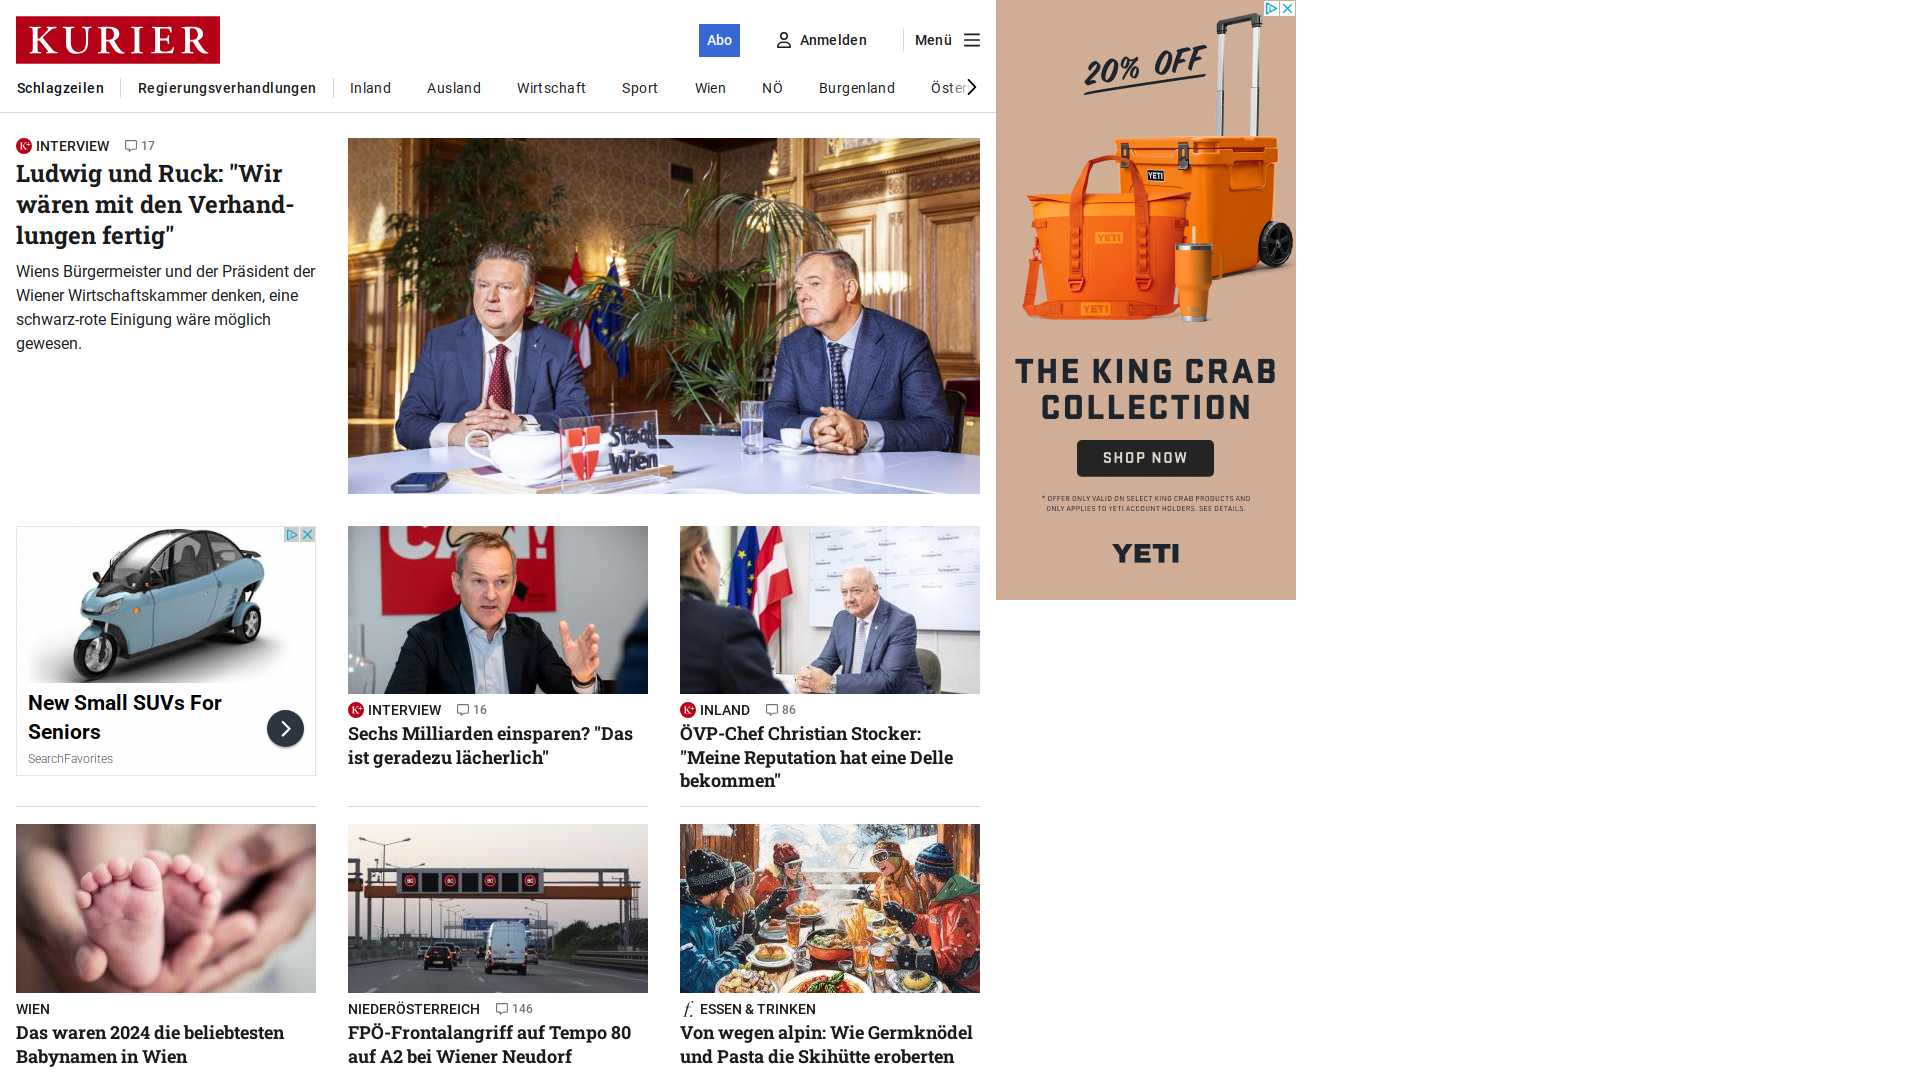 KURIER
Abo
Anmelden
Menü
Schlagzeilen
Regierungsverhandlungen
Inland
Ausland
Wirtschaft
Sport
Wien
NÖ
Burgenland
Öster
INTERVIEW 17
Ludwig und Ruck: "Wir
wären mit den Verhand-
lungen fertig"
Wiens Bürgermeister und der Präsident der
Wiener Wirtschaftskammer denken, eine
schwarz-rote Einigung wäre möglich
gewesen.
Stadt
Wien
20% OFF
YETI
YETI
YETI
THE KING CRAB
COLLECTION
SHOP NOW
* OFFER ONLY VALID ON SELECT KING CRAB PRODUCTS AND
ONLY APPLIES TO YETI ACCOUNT HOLDERS. SEE DETAILS.
YETI
New Small SUVs For
Seniors
SearchFavorites
INTERVIEW 16
Sechs Milliarden einsparen? "Das
ist geradezu lächerlich"
INLAND 86
ÖVP-Chef Christian Stocker:
"Meine Reputation hat eine Delle
bekommen"
WIEN
Das waren 2024 die beliebtesten
Babynamen in Wien
NIEDERÖSTERREICH 146
FPÖ-Frontalangriff auf Tempo 80
auf A2 bei Wiener Neudorf
f. ESSEN & TRINKEN
Von wegen alpin: Wie Germknödel
und Pasta die Skihütte eroberten